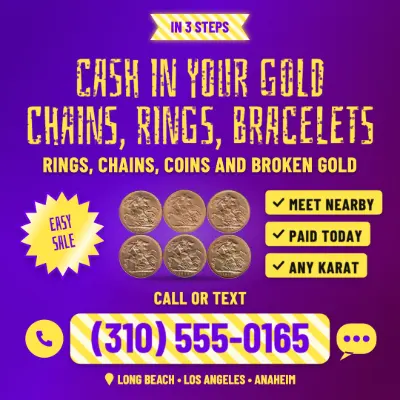 IN 3 STEPS
CASH IN YOUR GOLD
CHAINS, RINGS, BRACELETS
RINGS, CHAINS, COINS AND BROKEN GOLD
EASY
SALE
MEET NEARBY
PAID TODAY
ANY KARAT
CALL OR TEXT
(310) 555-0165
LONG BEACH • LOS ANGELES • ANAHEIM